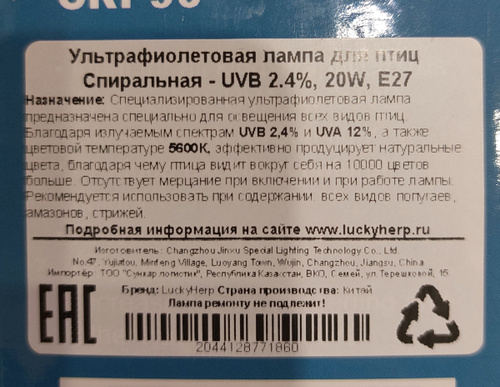 Ультрафиолетовая лампа для птиц
Спиральная - UVB 2.4%, 20W, E27
Назначение: Специализированная ультрафиолетовая лампа
предназначена специально для освещения всех видов птиц.
Благодаря излучаемым спектрам UVB 2,4% и UVA 12%, а также
цветовой температуре 5600K, эффективно продуцирует натуральные
цвета, благодаря чему птица видит вокруг себя на 10000 цветов
больше. Отсутствует мерцание при включении и при работе лампы.
Рекомендуется использовать при содержании: всех видов попугаев,
амазонов, стрижей.
Подробная информация на сайте www.luckyherp.ru
Изготовитель: Changzhou Jinxu Special Lighting Technology Co., Ltd.
No.47, Yujiatou, Minfeng Village, Luoyang Town, Wujin, Changzhou, Jiangsu, China
Импортёр: ТОО "Сункар логистик", Республика Казахстан, ВКО, Семей, ул.Терешковой, 15
Бренд: LuckyHerp Страна производства: Китай
Лампа ремонту не подлежит!
EAC
2044128771860